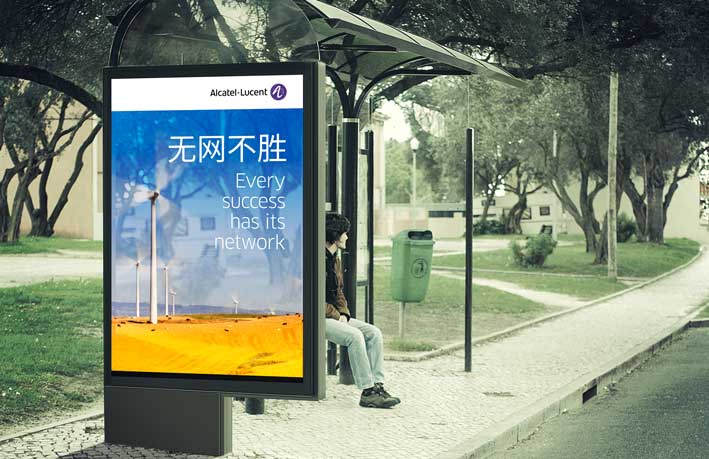 Alcatel·Lucent
无网不胜
Every
success
has its
network